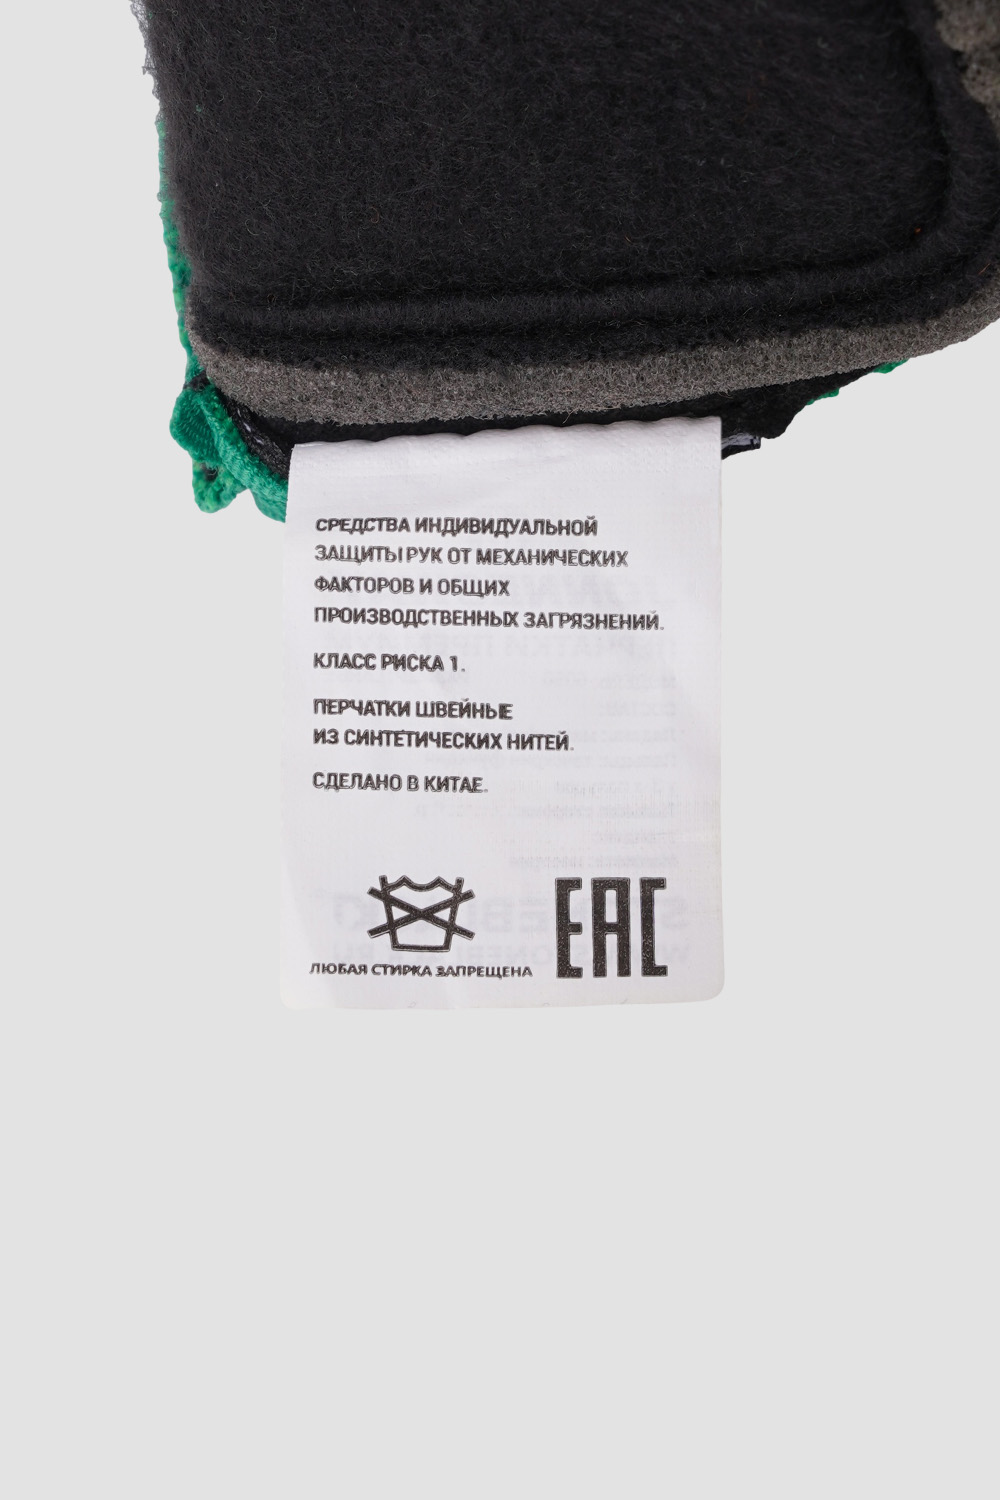 СРЕДСТВА ИНДИВИДУАЛЬНОЙ
ЗАЩИТЫ РУК ОТ МЕХАНИЧЕСКИХ
ФАКТОРОВ И ОБЩИХ
ПРОИЗВОДСТВЕННЫХ ЗАГРЯЗНЕНИЙ.
КЛАСС РИСКА 1.
ПЕРЧАТКИ ШВЕЙНЫЕ
ИЗ СИНТЕТИЧЕСКИХ НИТЕЙ.
СДЕЛАНО В КИТАЕ.
ЛЮБАЯ СТИРКА ЗАПРЕЩЕНА
EAC